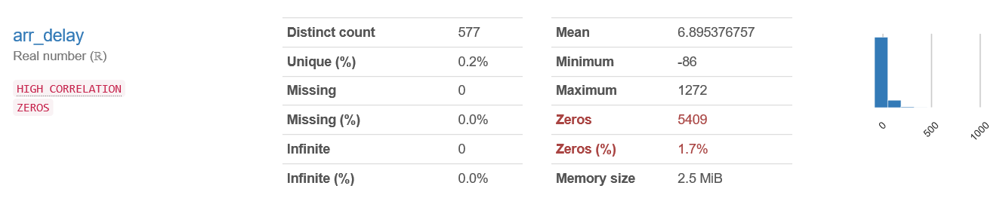 arr_delay
Real number (ℝ)
HIGH CORRELATION
ZEROS
Distinct count 577
Unique (%) 0.2%
Missing 0
Missing (%) 0.0%
Infinite 0
Infinite (%) 0.0%
Mean 6.895376757
Minimum -86
Maximum 1272
Zeros 5409
Zeros (%) 1.7%
Memory size 2.5 MiB
0
500
1000